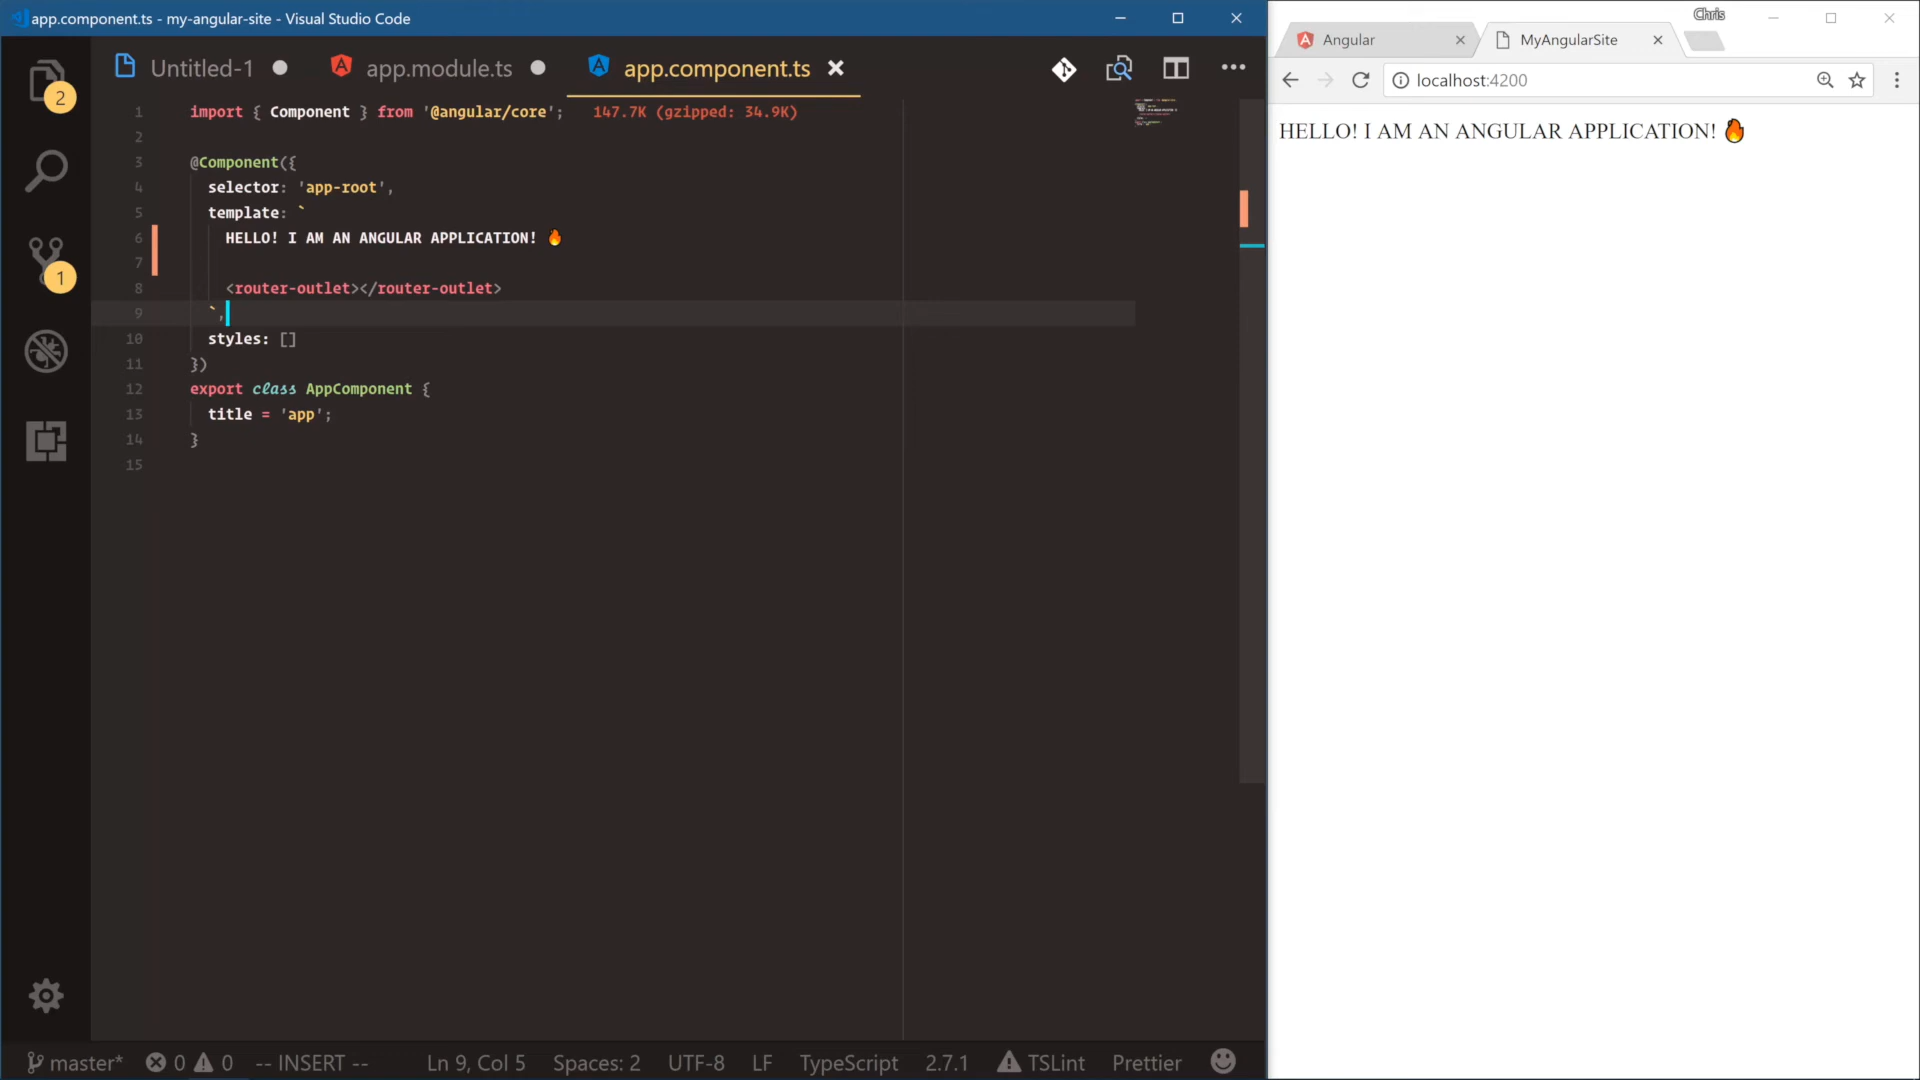 app.component.ts - my-angular-site - Visual Studio Code
Untitled-1
app.module.ts
app.component.ts
2
1
1 import { Component } from '@angular/core'; 147.7K (gzipped: 34.9K)
2
3 @Component({
4 selector: 'app-root',
5 template: `
6 HELLO! I AM AN ANGULAR APPLICATION! 🔥
7
8 <router-outlet></router-outlet>
9 `,
10 styles: []
11 })
12 export class AppComponent {
13 title = 'app';
14 }
15
master* 0 0 -- INSERT -- Ln 9, Col 5 Spaces: 2 UTF-8 LF TypeScript 2.7.1 TSLint Prettier
Chris
Angular
MyAngularSite
localhost:4200
HELLO! I AM AN ANGULAR APPLICATION! 🔥